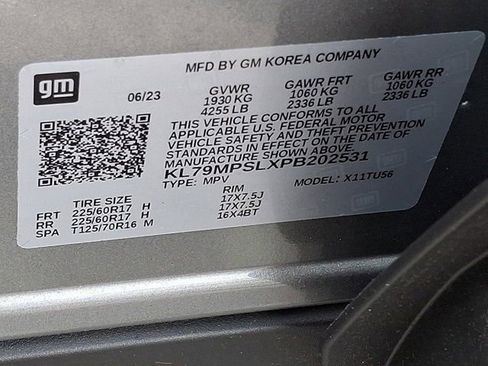 gm
MFD BY GM KOREA COMPANY
06/23 GVWR GAWR FRT GAWR RR
1930 KG 1060 KG 1060 KG
4255 LB 2336 LB 2336 LB
THIS VEHICLE CONFORMS TO ALL
APPLICABLE U.S. FEDERAL MOTOR
VEHICLE SAFETY AND THEFT PREVENTION
STANDARDS IN EFFECT ON THE DATE OF
MANUFACTURE SHOWN ABOVE.
KL79MPSLXPB202531
TYPE: MPV MODEL: X11TU56
TIRE SIZE RIM
FRT 225/60R17 H 17X7.5J
RR 225/60R17 H 17X7.5J
SPA T125/70R16 M 16X4BT